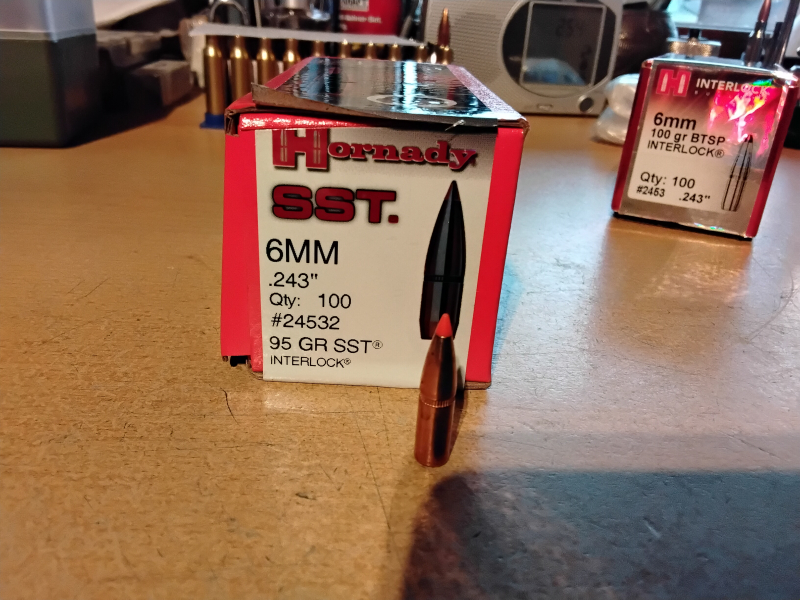 Hornady
SST.
6MM
.243"
Qty: 100
#24532
95 GR SST®
INTERLOCK®
H INTERLOCK
6mm
100 gr BTSP
INTERLOCK®
Qty: 100
#2453 .243"